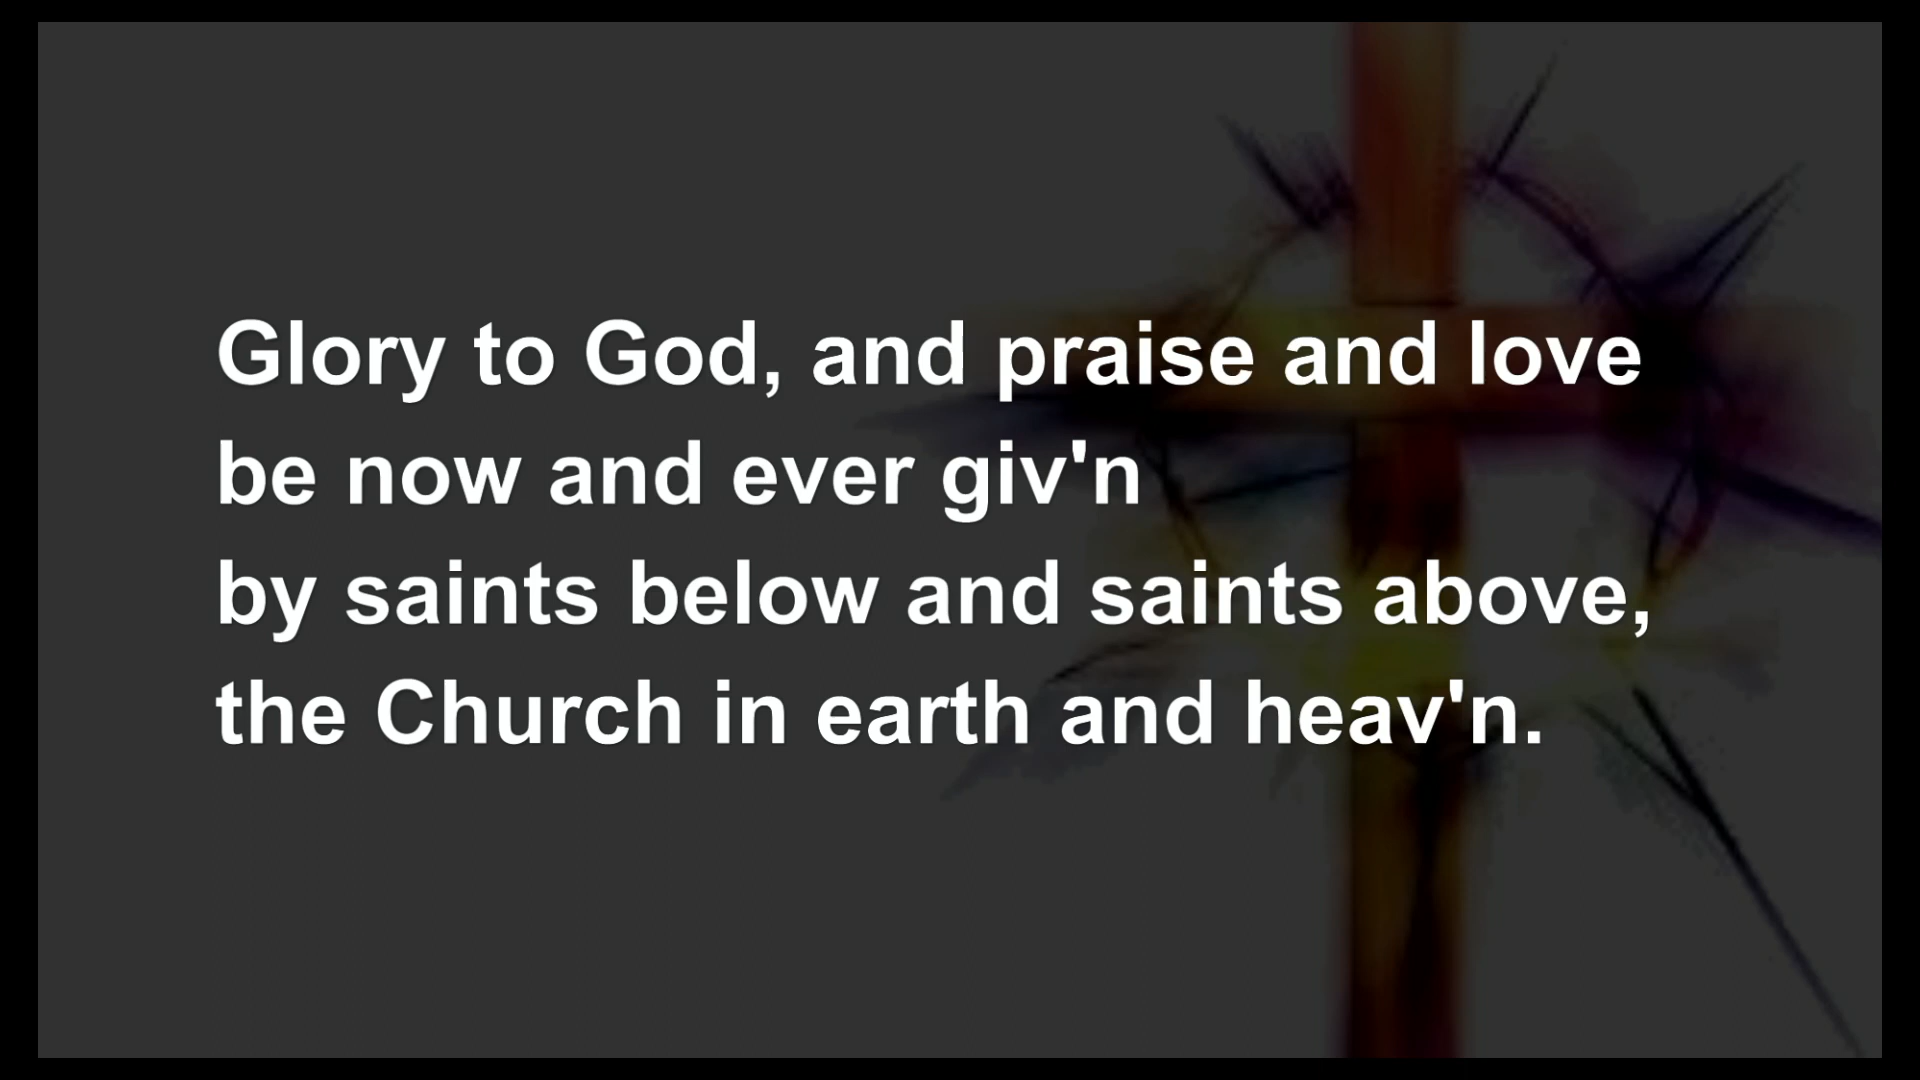 Glory to God, and praise and love
be now and ever giv'n
by saints below and saints above,
the Church in earth and heav'n.